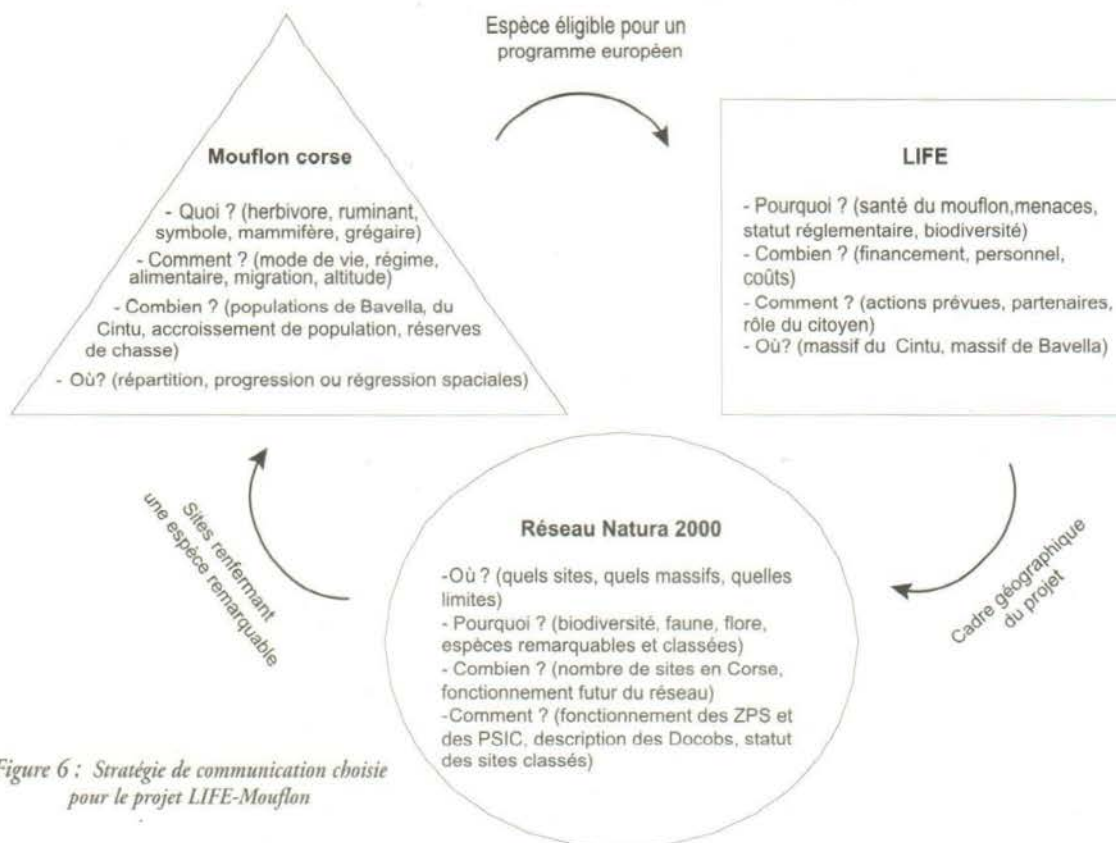 Espèce éligible pour un
programme européen
Mouflon corse
- Quoi ? (herbivore, ruminant,
symbole, mammifère, grégaire)
- Comment ? (mode de vie, régime,
alimentaire, migration, altitude)
- Combien ? (populations de Bavella, du
Cintu, accroissement de population, réserves
de chasse)
- Où? (répartition, progression ou régression spaciales)
LIFE
- Pourquoi ? (santé du mouflon,menaces,
statut réglementaire, biodiversité)
- Combien ? (financement, personnel,
coûts)
- Comment ? (actions prévues, partenaires,
rôle du citoyen)
- Où? (massif du Cintu, massif de Bavella)
Sites renfermant
une espèce remarquable
Réseau Natura 2000
-Où ? (quels sites, quels massifs, quelles
limites)
- Pourquoi ? (biodiversité, faune, flore,
espèces remarquables et classées)
- Combien ? (nombre de sites en Corse,
fonctionnement futur du réseau)
-Comment ? (fonctionnement des ZPS et
des PSIC, description des Docobs, statut
des sites classés)
Cadre géographique
du projet
Figure 6 : Stratégie de communication choisie
pour le projet LIFE-Mouflon